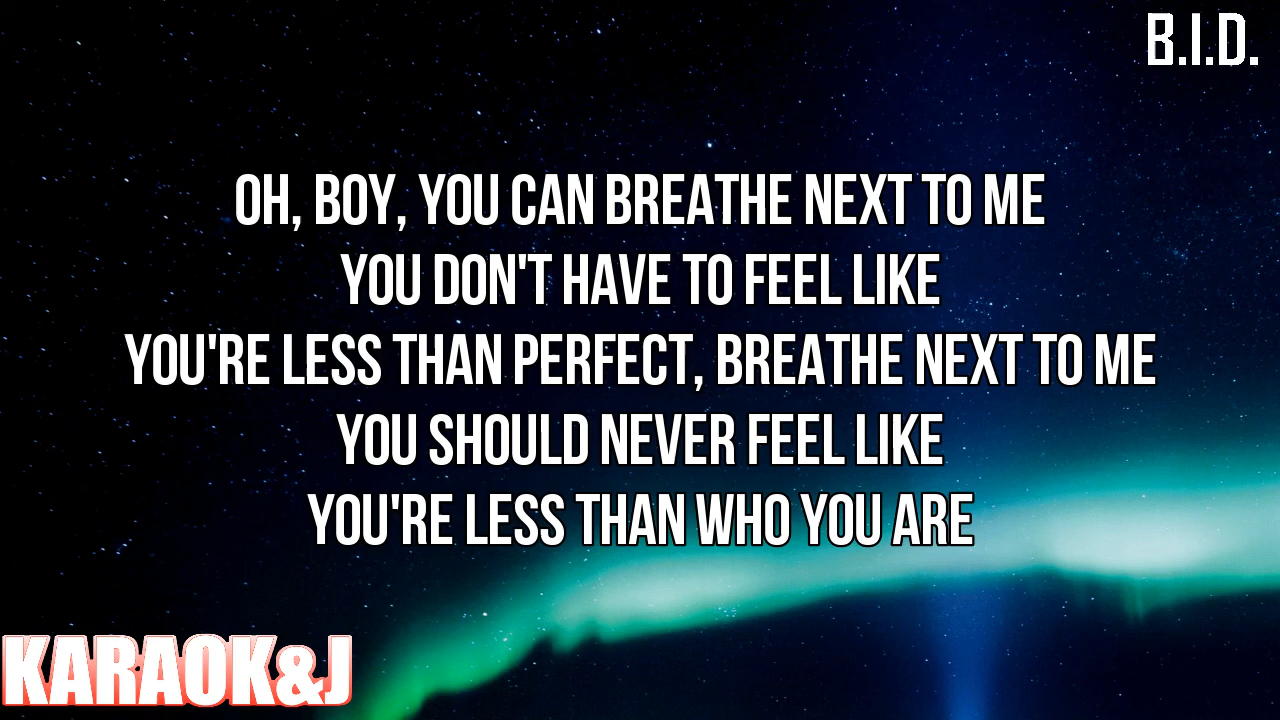 B.I.D.
OH, BOY, YOU CAN BREATHE NEXT TO ME
YOU DON'T HAVE TO FEEL LIKE
YOU'RE LESS THAN PERFECT, BREATHE NEXT TO ME
YOU SHOULD NEVER FEEL LIKE
YOU'RE LESS THAN WHO YOU ARE
KARAOK&J